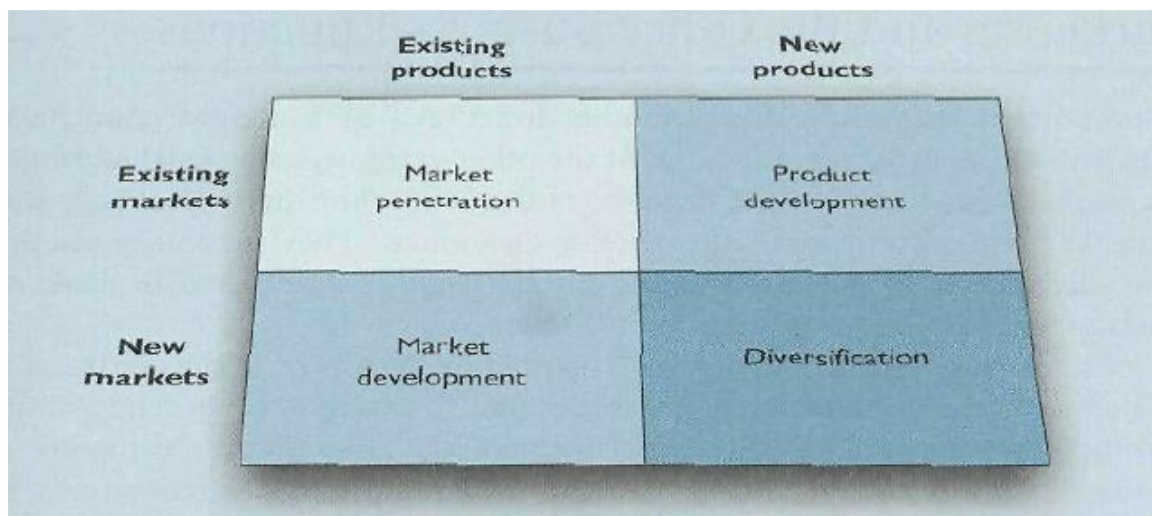 Existing
products
New
products
Existing
markets
Market
penetration
Product
development
New
markets
Market
development
Diversification